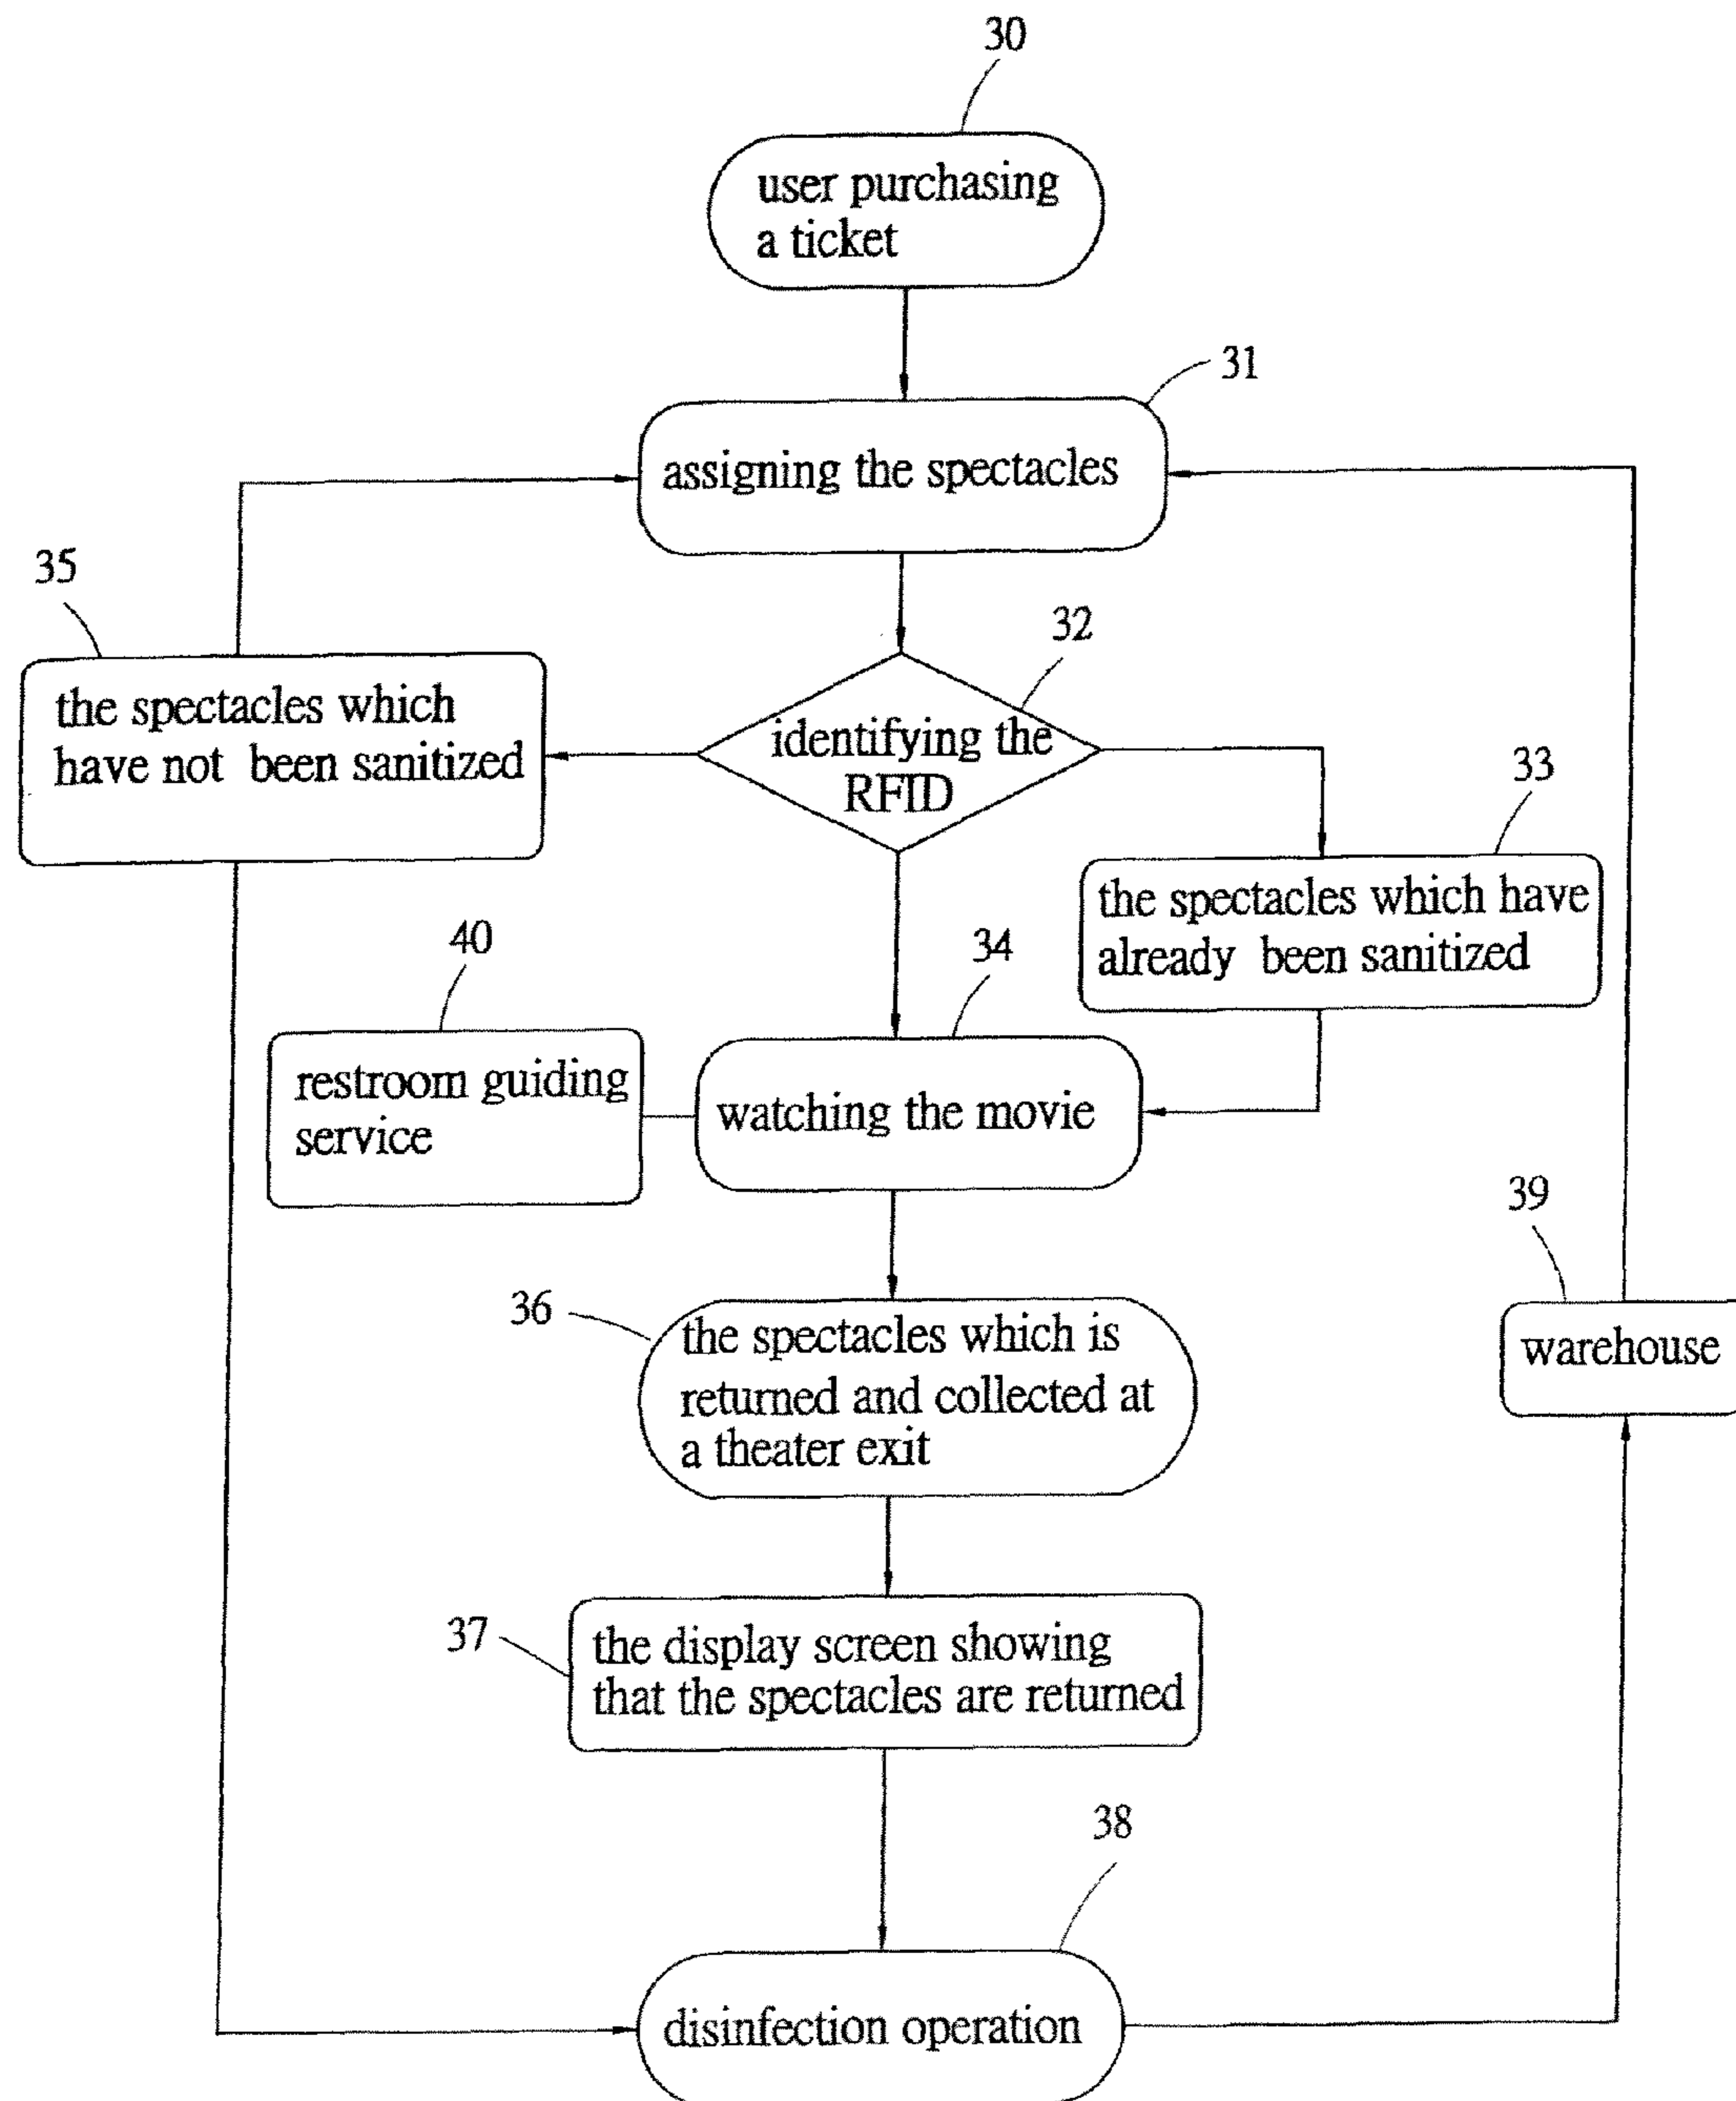 30
user purchasing
a ticket
31
assigning the spectacles
35
32
the spectacles which
have not been sanitized
identifying the
RFID
33
the spectacles which have
already been sanitized
40
34
restroom guiding
service
watching the movie
39
36
the spectacles which is
returned and collected at
a theater exit
warehouse
37
the display screen showing
that the spectacles are returned
38
disinfection operation